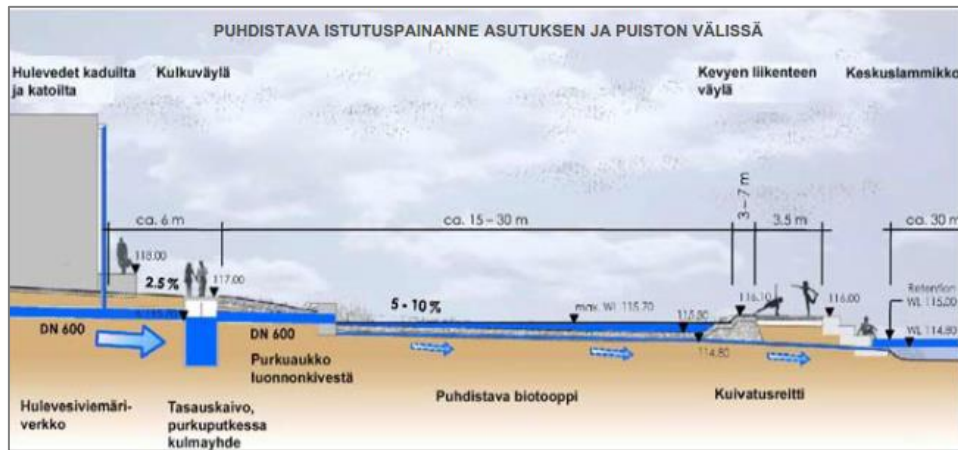 PUHDISTAVA ISTUTUSPAINANNE ASUTUKSEN JA PUISTON VÄLISSÄ
Hulevedet kaduilta
ja katoilta
Kulkuväylä
Kevyen liikenteen
väylä
Keskuslammikko
ca. 6 m
ca. 15 – 30 m
3 – 7 m
3.5 m
ca. 30 m
118.00
2.5 %
117.00
5 - 10%
max. WL 115.70
116.10
116.00
Retention
WL 115.00
WL 114.80
114.80
DN 600
DN 600
Purkuaukko
luonnonkivestä
Puhdistava biotooppi
Kuivatusreitti
Hulevesiviemäri-
verkko
Tasauskaivo,
purkuputkessa
kulmayhde